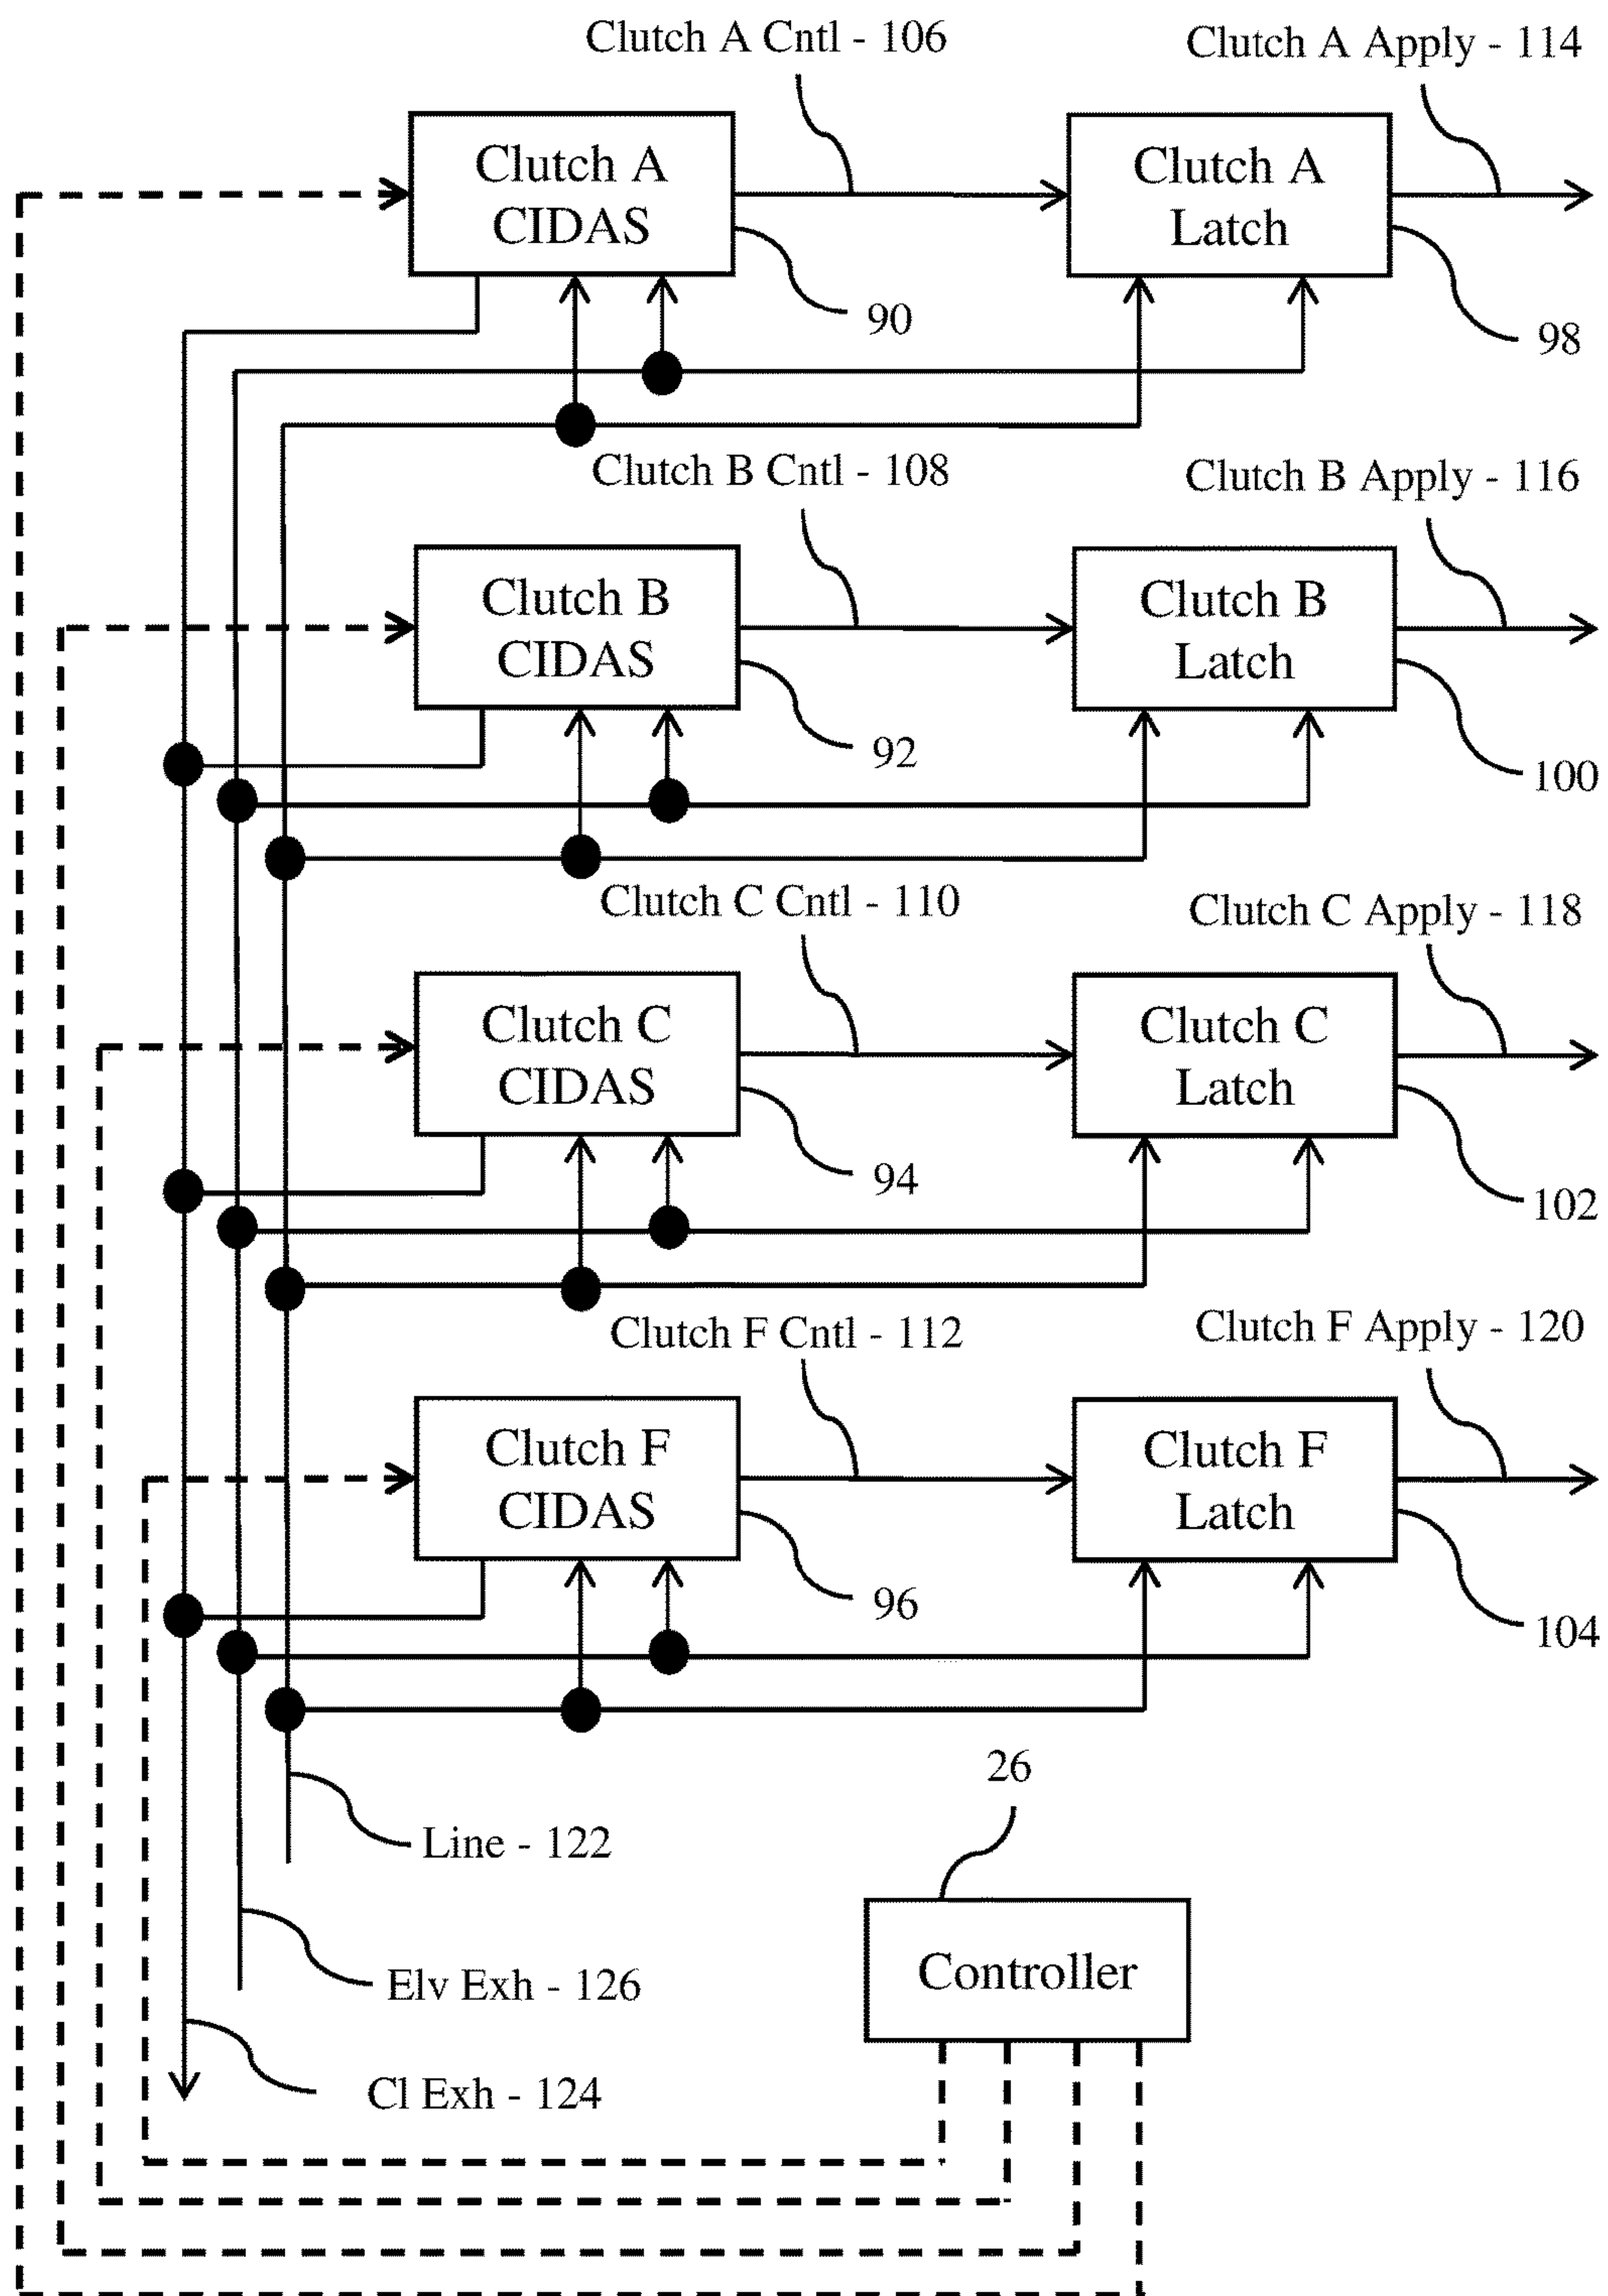 Clutch A Cntl - 106
Clutch A Apply - 114
Clutch A
CIDAS
Clutch A
Latch
90
98
Clutch B Cntl - 108
Clutch B Apply - 116
Clutch B
CIDAS
Clutch B
Latch
92
100
Clutch C Cntl - 110
Clutch C Apply - 118
Clutch C
CIDAS
Clutch C
Latch
94
102
Clutch F Cntl - 112
Clutch F Apply - 120
Clutch F
CIDAS
Clutch F
Latch
96
104
26
Line - 122
Controller
Elv Exh - 126
Cl Exh - 124